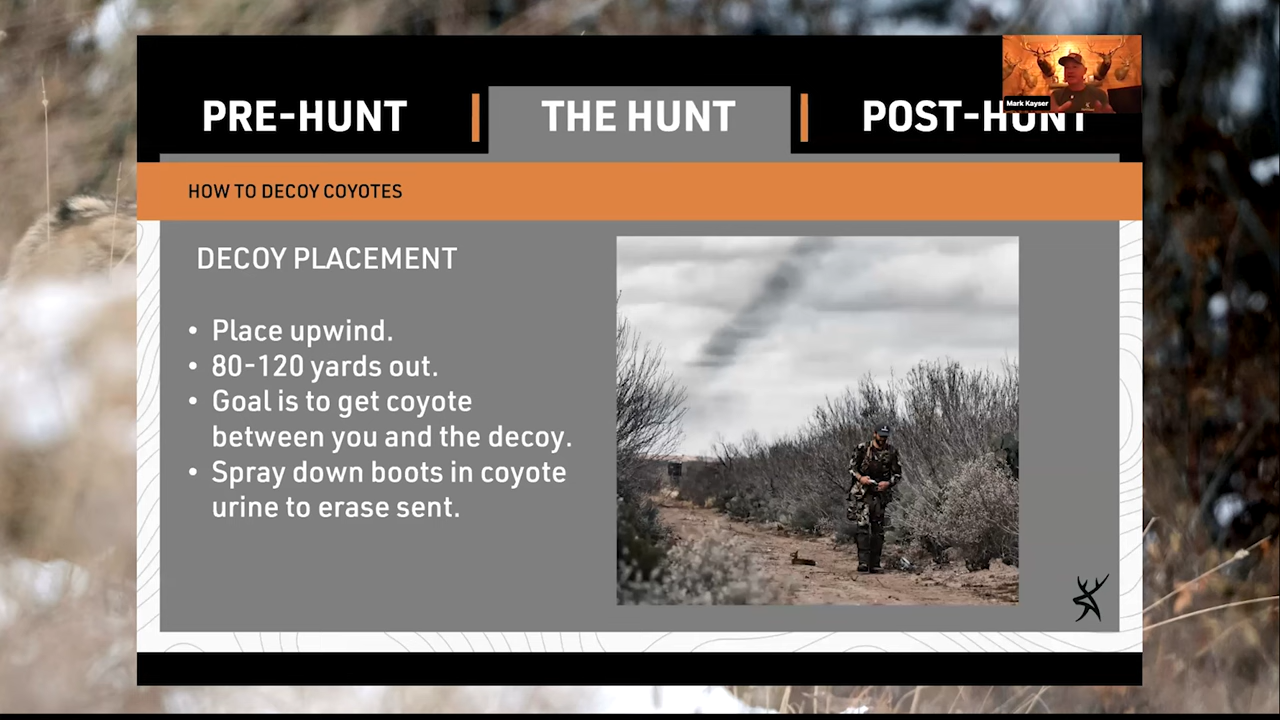 PRE-HUNT
THE HUNT
POST-HUNT
Mark Kayser
HOW TO DECOY COYOTES
DECOY PLACEMENT
• Place upwind.
• 80-120 yards out.
• Goal is to get coyote
between you and the decoy.
• Spray down boots in coyote
urine to erase sent.